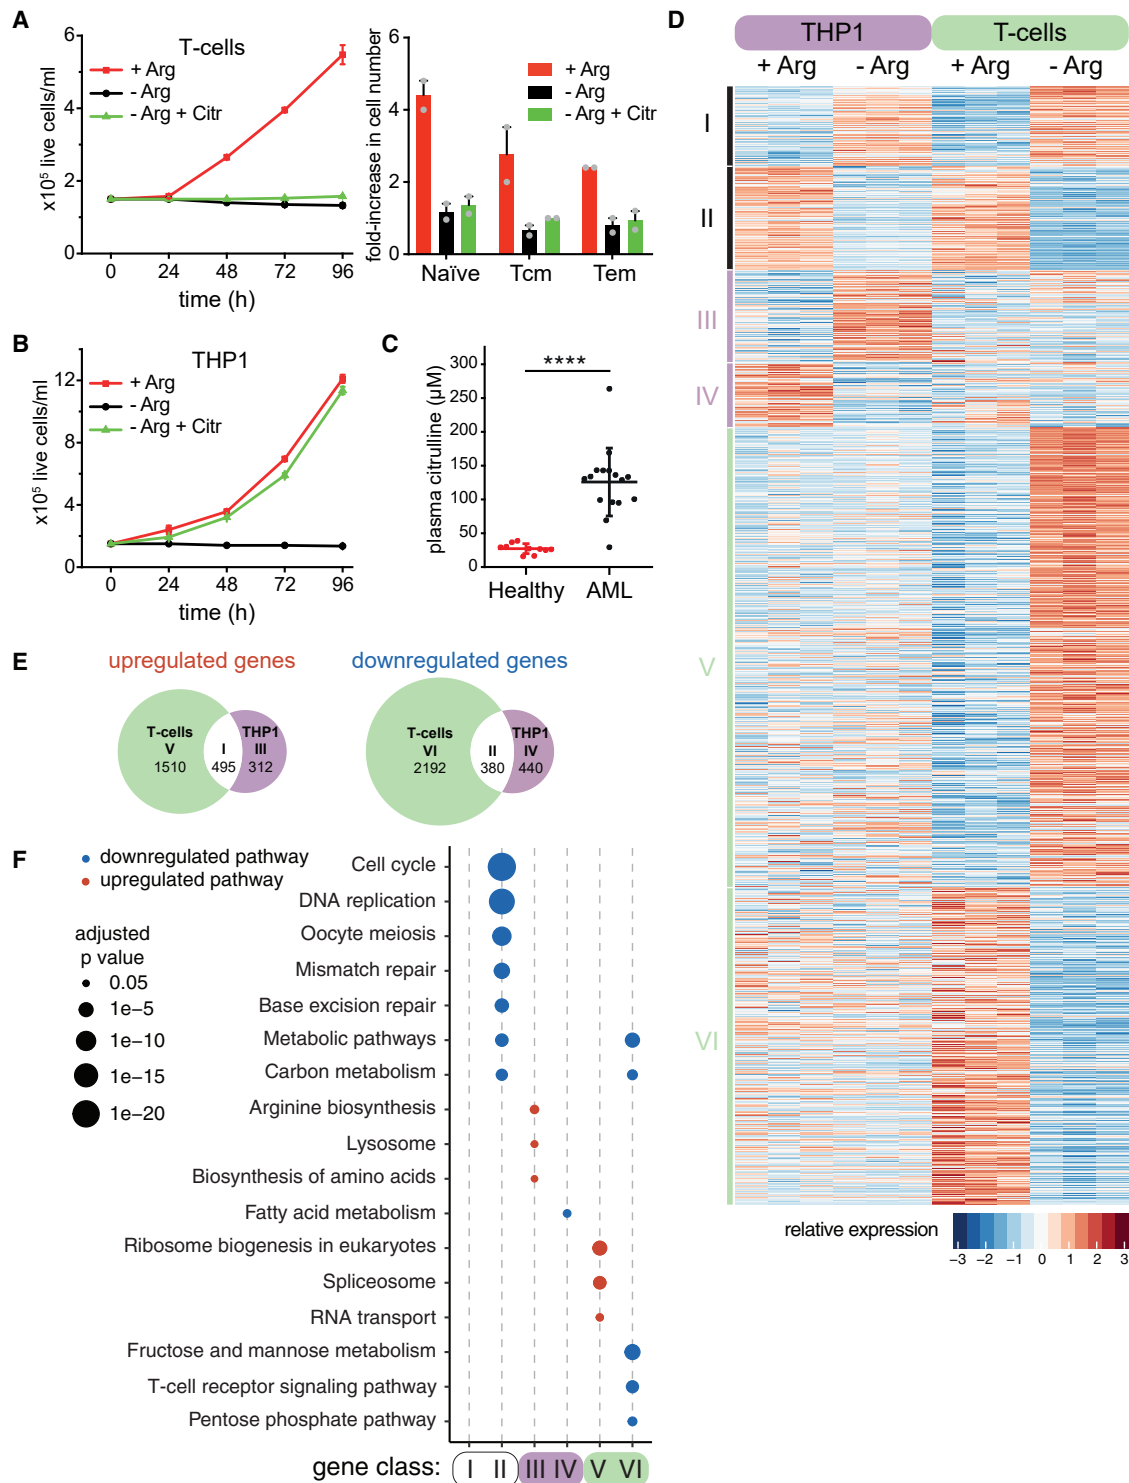 A
T-cells
+ Arg
- Arg
- Arg + Citr
x10⁵ live cells/ml
6
4
2
0
0 24 48 72 96
time (h)
fold-increase in cell number
6
4
2
0
+ Arg
- Arg
- Arg + Citr
Naïve Tcm Tem
B
THP1
+ Arg
- Arg
- Arg + Citr
x10⁵ live cells/ml
12
8
4
0
0 24 48 72 96
time (h)
C
plasma citrulline (µM)
300
250
200
150
100
50
0
****
Healthy AML
D
THP1 T-cells
+ Arg - Arg + Arg - Arg
I
II
III
IV
V
VI
relative expression
-3 -2 -1 0 1 2 3
E
upregulated genes
T-cells
V
1510
I
495
THP1
III
312
downregulated genes
T-cells
VI
2192
II
380
THP1
IV
440
F
downregulated pathway
upregulated pathway
adjusted
p value
0.05
1e−5
1e−10
1e−15
1e−20
Cell cycle
DNA replication
Oocyte meiosis
Mismatch repair
Base excision repair
Metabolic pathways
Carbon metabolism
Arginine biosynthesis
Lysosome
Biosynthesis of amino acids
Fatty acid metabolism
Ribosome biogenesis in eukaryotes
Spliceosome
RNA transport
Fructose and mannose metabolism
T-cell receptor signaling pathway
Pentose phosphate pathway
gene class: I II III IV V VI